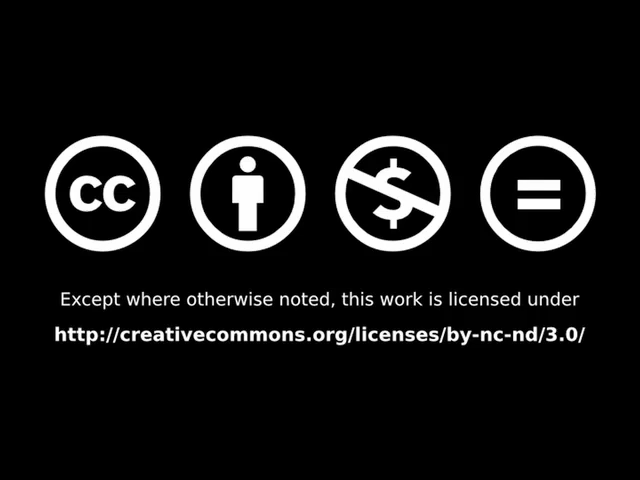 cc
$
=
Except where otherwise noted, this work is licensed under
http://creativecommons.org/licenses/by-nc-nd/3.0/